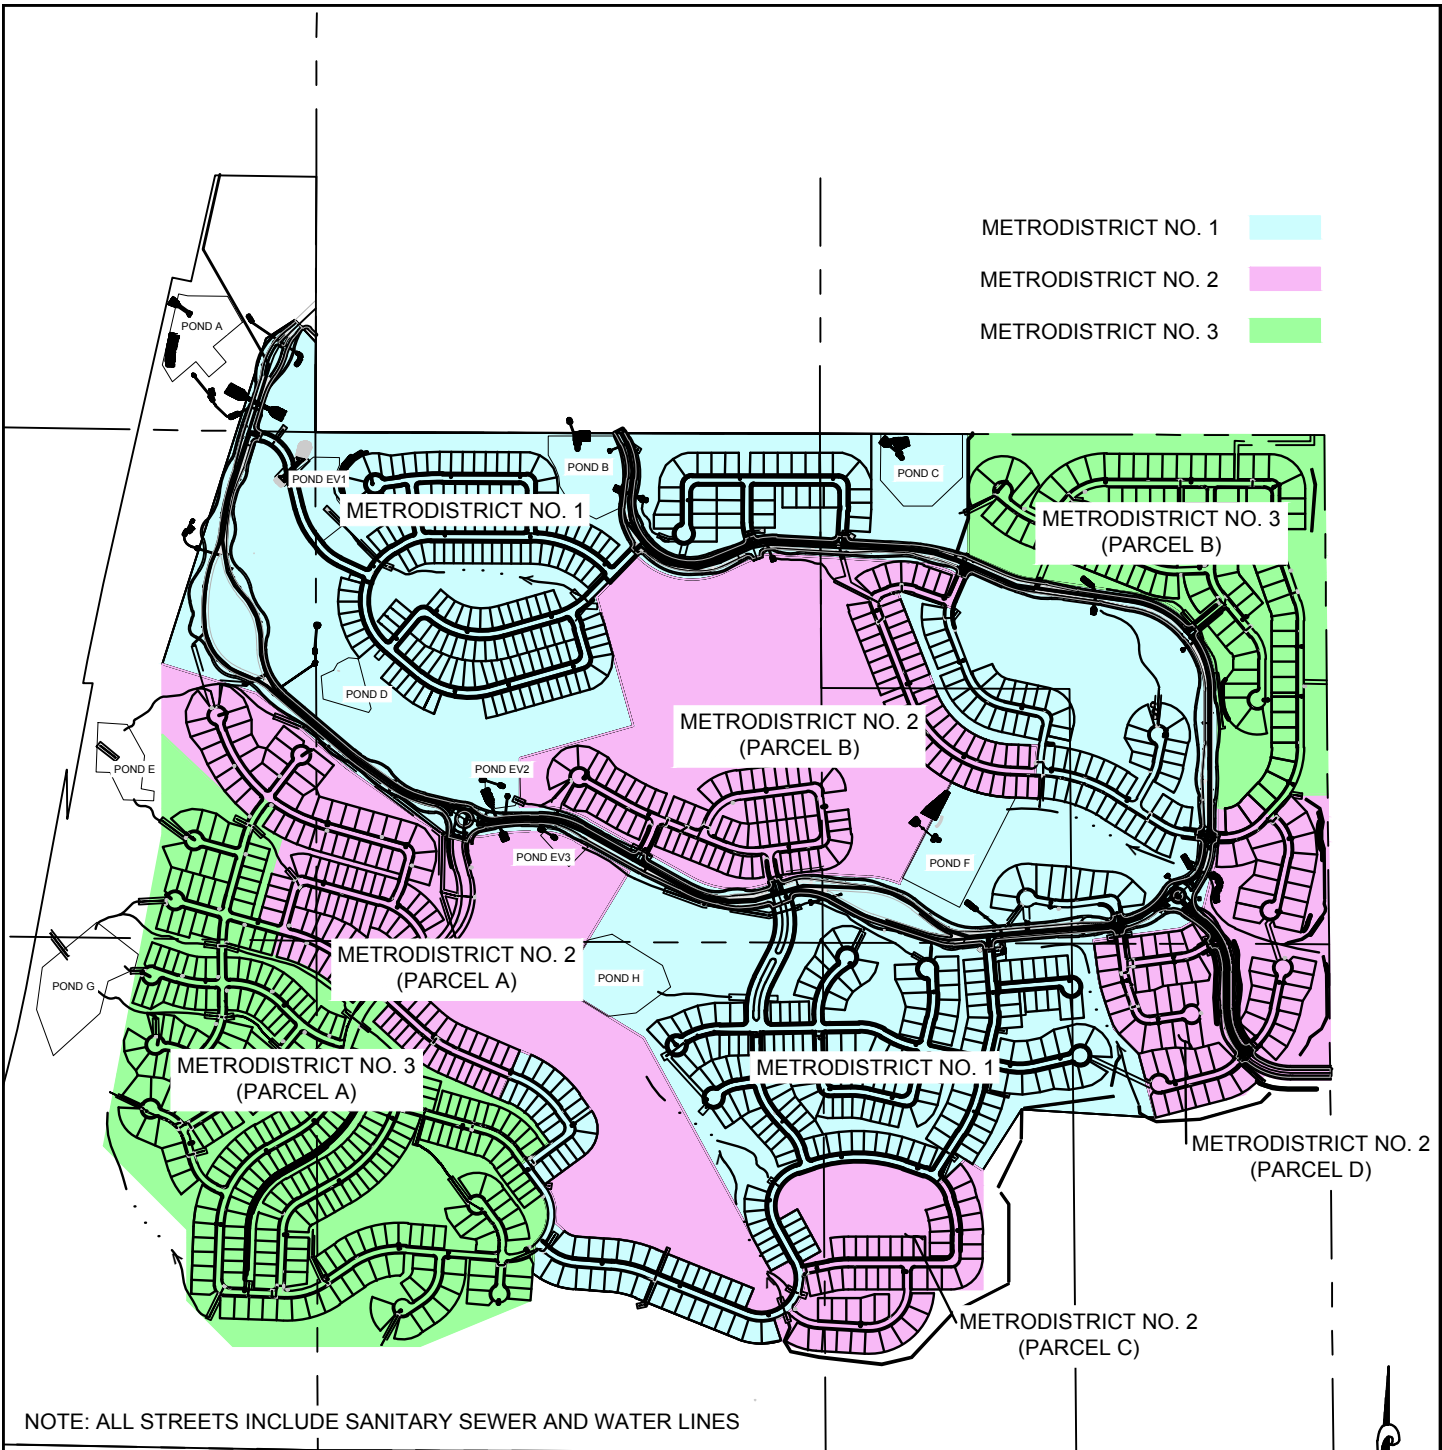 METRODISTRICT NO. 1
METRODISTRICT NO. 2
METRODISTRICT NO. 3
POND A
POND B
POND C
POND EV1
METRODISTRICT NO. 1
METRODISTRICT NO. 3
(PARCEL B)
POND D
METRODISTRICT NO. 2
(PARCEL B)
POND E
POND EV2
POND EV3
POND F
METRODISTRICT NO. 2
(PARCEL A)
POND G
POND H
METRODISTRICT NO. 3
(PARCEL A)
METRODISTRICT NO. 1
METRODISTRICT NO. 2
(PARCEL D)
METRODISTRICT NO. 2
(PARCEL C)
NOTE: ALL STREETS INCLUDE SANITARY SEWER AND WATER LINES